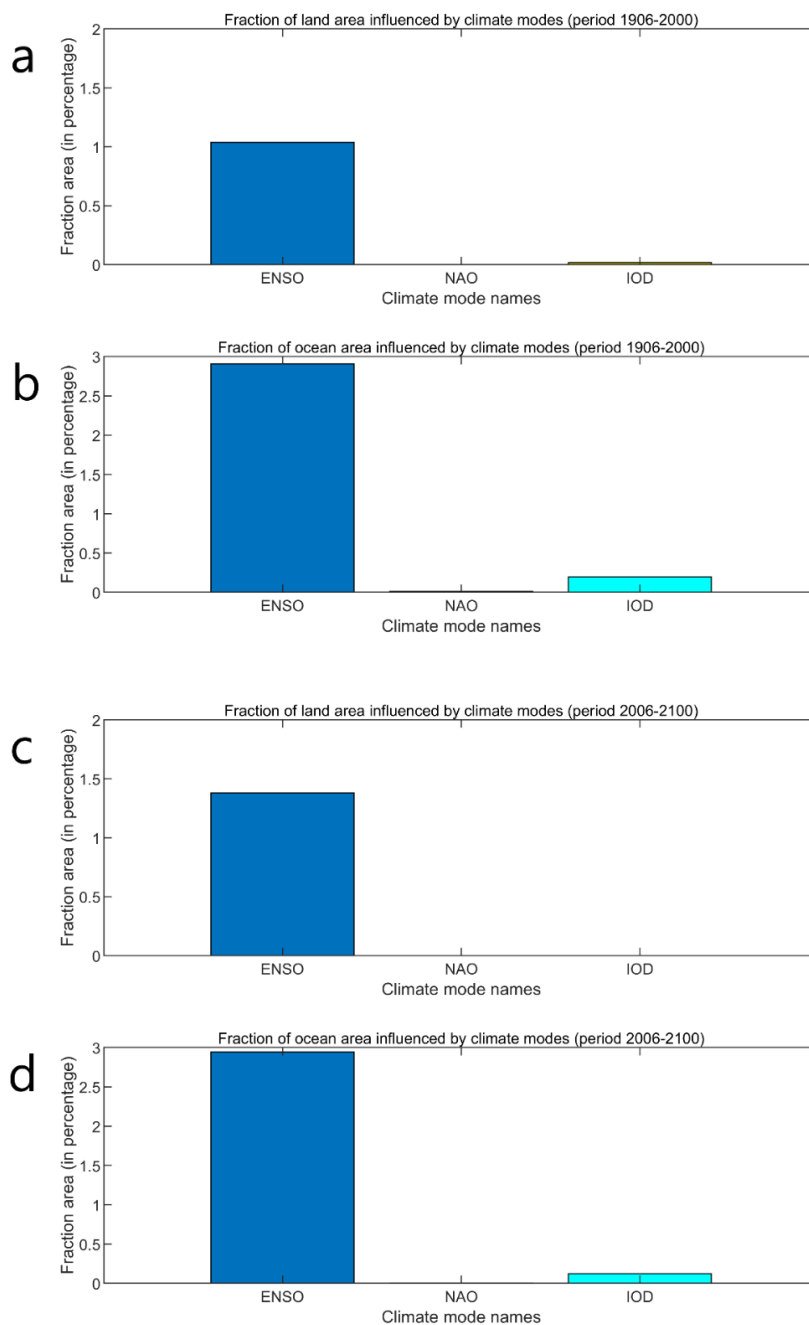 a
Fraction of land area influenced by climate modes (period 1906-2000)
Fraction area (in percentage)
2
1.5
1
0.5
0
ENSO NAO IOD
Climate mode names
b
Fraction of ocean area influenced by climate modes (period 1906-2000)
Fraction area (in percentage)
3
2.5
2
1.5
1
0.5
0
ENSO NAO IOD
Climate mode names
c
Fraction of land area influenced by climate modes (period 2006-2100)
Fraction area (in percentage)
2
1.5
1
0.5
0
ENSO NAO IOD
Climate mode names
d
Fraction of ocean area influenced by climate modes (period 2006-2100)
Fraction area (in percentage)
3
2.5
2
1.5
1
0.5
0
ENSO NAO IOD
Climate mode names